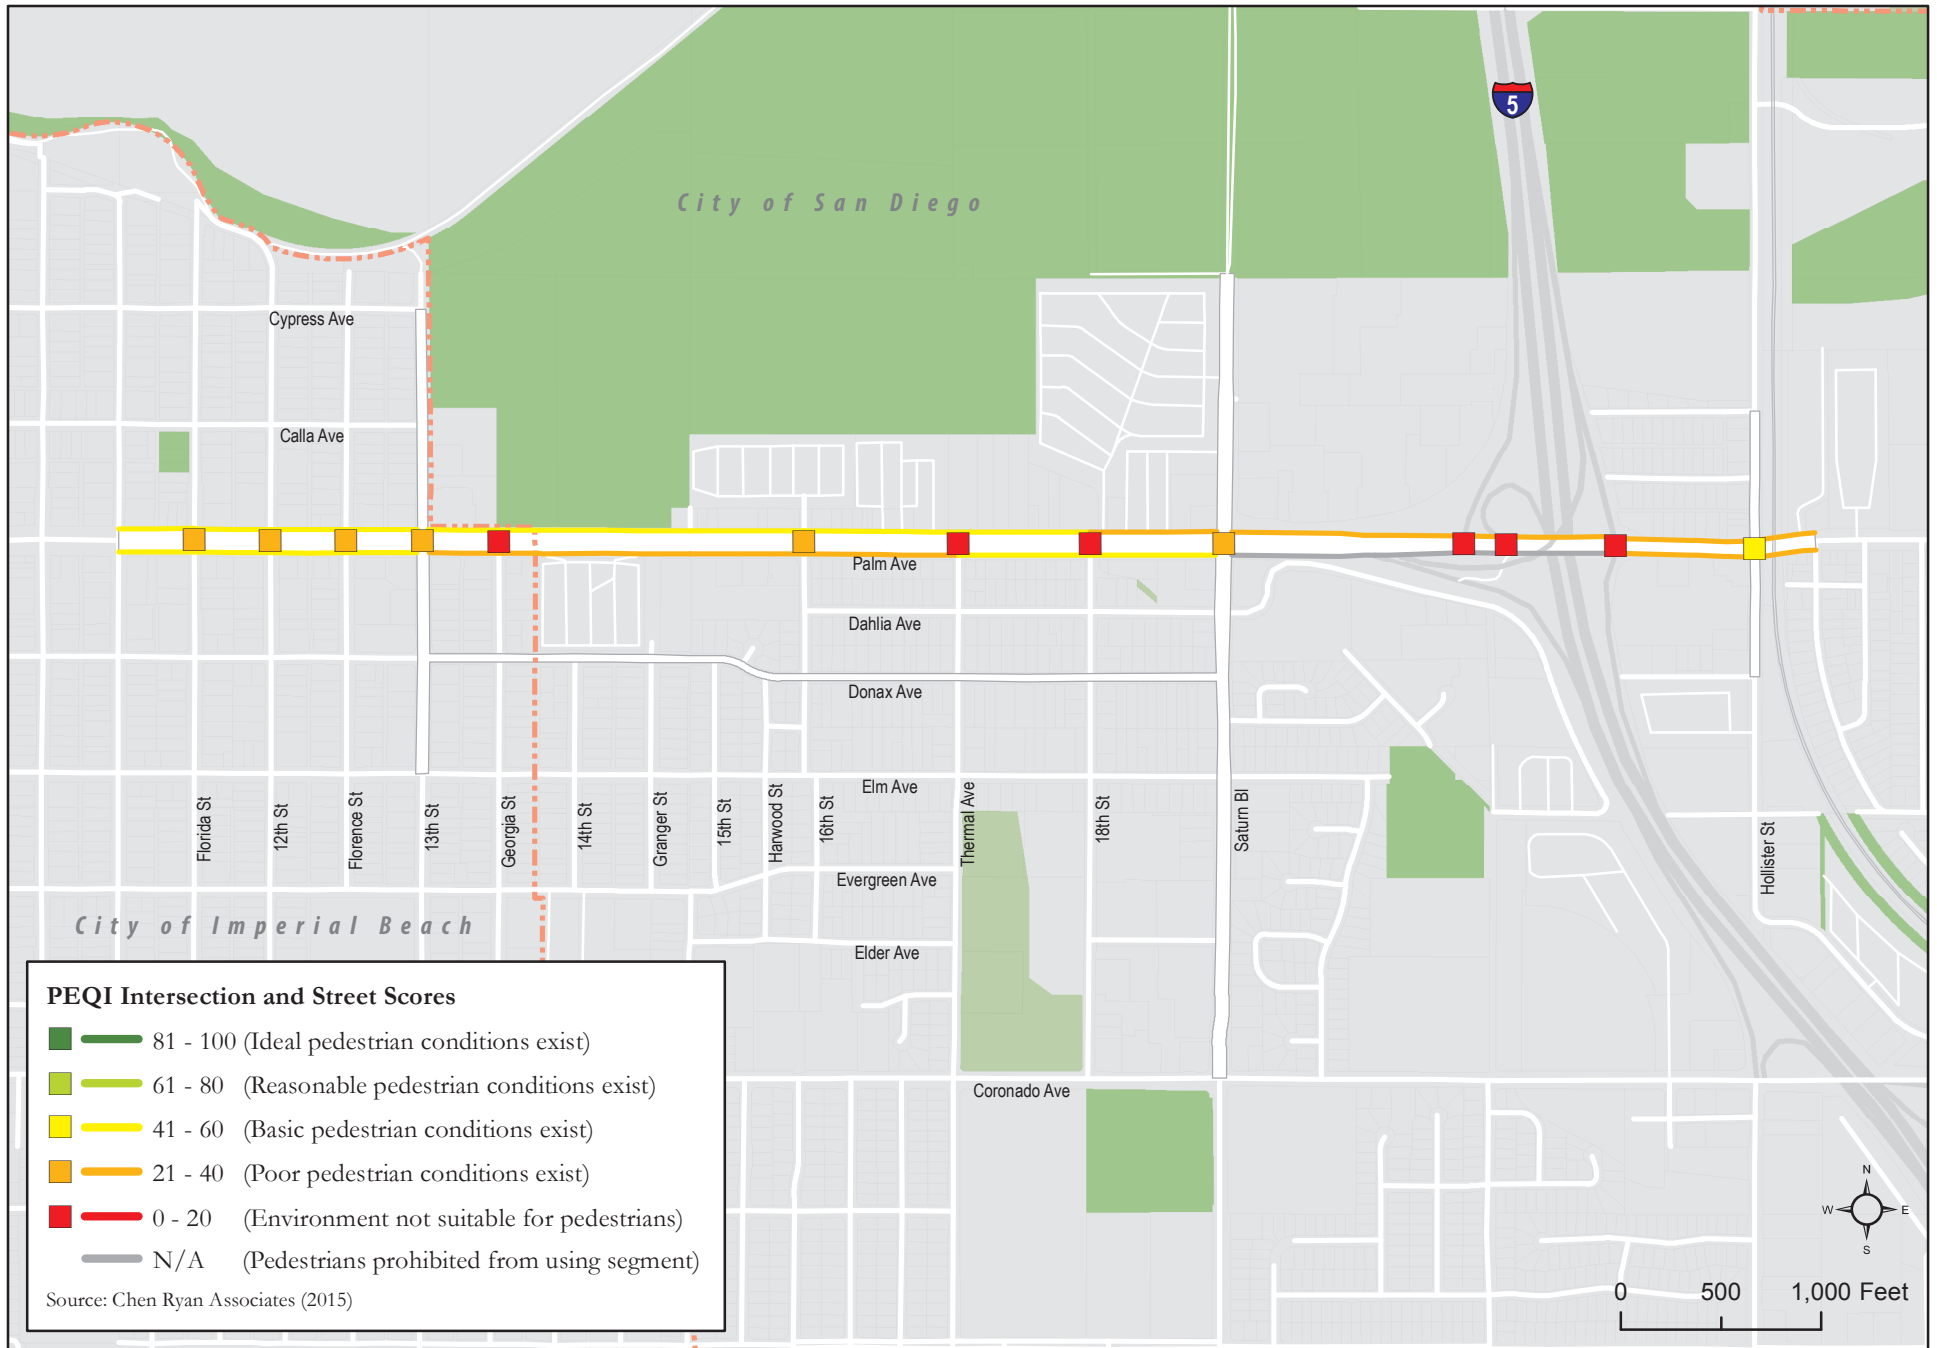 5
City of San Diego
Cypress Ave
Calla Ave
Palm Ave
Dahlia Ave
Donax Ave
Elm Ave
Florida St
12th St
Florence St
13th St
Georgia St
14th St
Granger St
15th St
Harwood St
16th St
Thermal Ave
18th St
Saturn Bl
Hollister St
Evergreen Ave
City of Imperial Beach
Elder Ave
Coronado Ave
PEQI Intersection and Street Scores
81 - 100 (Ideal pedestrian conditions exist)
61 - 80 (Reasonable pedestrian conditions exist)
41 - 60 (Basic pedestrian conditions exist)
21 - 40 (Poor pedestrian conditions exist)
0 - 20 (Environment not suitable for pedestrians)
N/A (Pedestrians prohibited from using segment)
Source: Chen Ryan Associates (2015)
N
W E
S
0 500 1,000 Feet